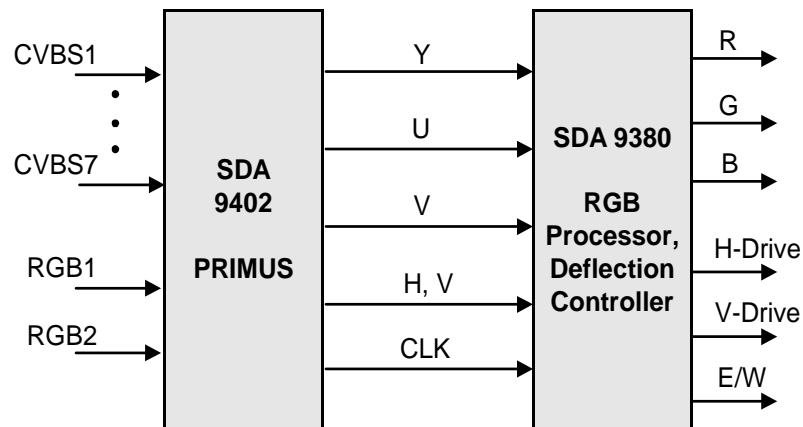 CVBS1
CVBS7
RGB1
RGB2
SDA
9402
PRIMUS
Y
U
V
H, V
CLK
SDA 9380
RGB
Processor,
Deflection
Controller
R
G
B
H-Drive
V-Drive
E/W